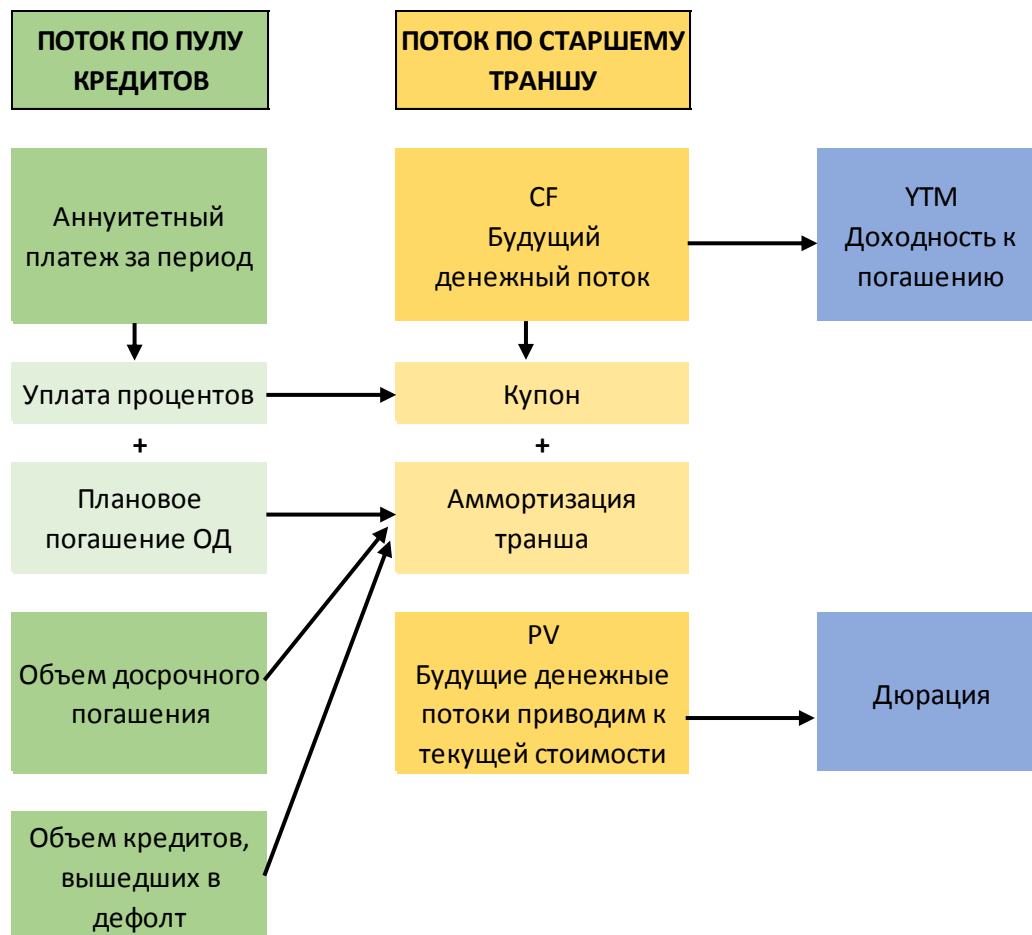 ПОТОК ПО ПУЛУ
КРЕДИТОВ
ПОТОК ПО СТАРШЕМУ
ТРАНШУ
Аннуитетный
платеж за период
CF
Будущий
денежный поток
YTM
Доходность к
погашению
Уплата процентов
Купон
+
+
Плановое
погашение ОД
Аммортизация
транша
Объем досрочного
погашения
PV
Будущие денежные
потоки приводим к
текущей стоимости
Дюрация
Объем кредитов,
вышедших в
дефолт